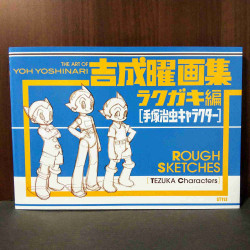 THE ART OF
YOH YOSHINARI
吉成曜画集
ラクガキ編
[手塚治虫キャラクター]
ROUGH
SKETCHES
TEZUKA Characters